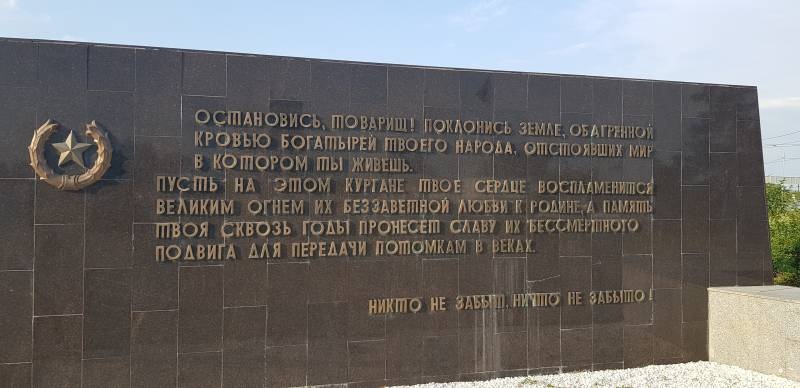 ОСТАНОВИСЬ, ТОВАРИЩ! ПОКЛОНИСЬ ЗЕМЛЕ, ОБАГРЕННОЙ
КРОВЬЮ БОГАТЫРЕЙ ТВОЕГО НАРОДА, ОТСТОЯВШИХ МИР
В КОТОРОМ ТЫ ЖИВЕШЬ.
ПУСТЬ НА ЭТОМ КУРГАНЕ ТВОЕ СЕРДЦЕ ВОСПЛАМЕНИТСЯ
ВЕЛИКИМ ОГНЕМ ИХ БЕЗЗАВЕТНОЙ ЛЮБВИ К РОДИНЕ, А ПАМЯТЬ
ТВОЯ СКВОЗЬ ГОДЫ ПРОНЕСЕТ СЛАВУ ИХ БЕССМЕРТНОГО
ПОДВИГА ДЛЯ ПЕРЕДАЧИ ПОТОМКАМ В ВЕКАХ.
НИКТО НЕ ЗАБЫТ. НИЧТО НЕ ЗАБЫТО!